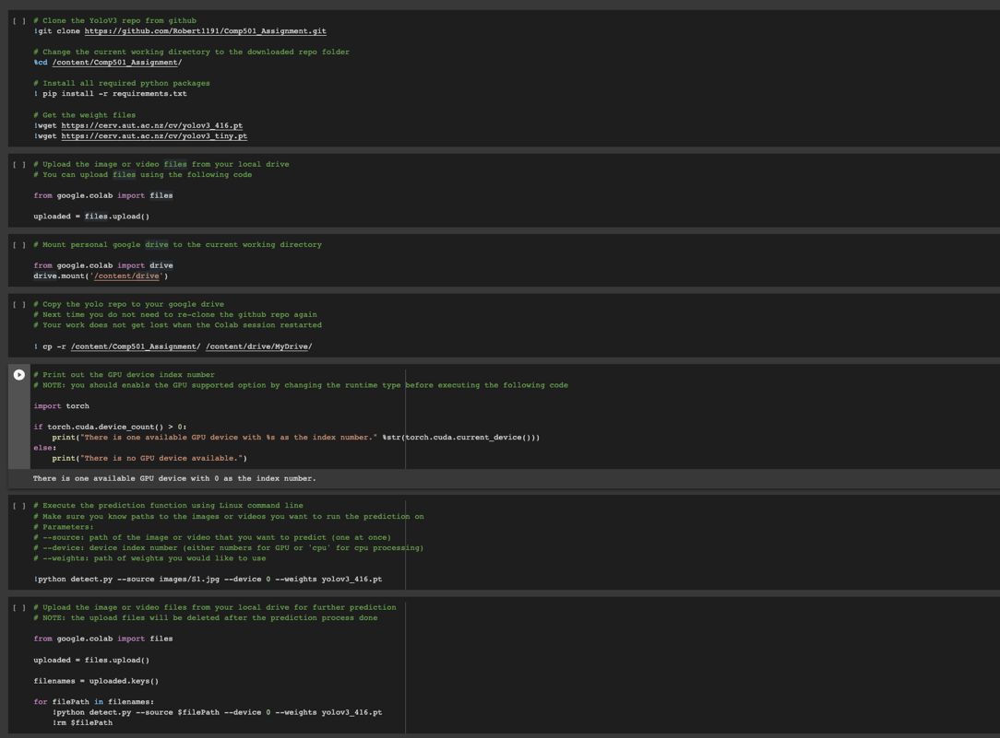 [ ] # Clone the YoloV3 repo from github
!git clone https://github.com/Robert1191/Comp501_Assignment.git
# Change the current working directory to the downloaded repo folder
%cd /content/Comp501_Assignment/
# Install all required python packages
! pip install -r requirements.txt
# Get the weight files
!wget https://cerv.aut.ac.nz/cv/yolov3_416.pt
!wget https://cerv.aut.ac.nz/cv/yolov3_tiny.pt
[ ] # Upload the image or video files from your local drive
# You can upload files using the following code
from google.colab import files
uploaded = files.upload()
[ ] # Mount personal google drive to the current working directory
from google.colab import drive
drive.mount('/content/drive')
[ ] # Copy the yolo repo to your google drive
# Next time you do not need to re-clone the github repo again
# Your work does not get lost when the Colab session restarted
! cp -r /content/Comp501_Assignment/ /content/drive/MyDrive/
# Print out the GPU device index number
# NOTE: you should enable the GPU supported option by changing the runtime type before executing the following code
import torch
if torch.cuda.device_count() > 0:
    print("There is one available GPU device with %s as the index number." %str(torch.cuda.current_device()))
else:
    print("There is no GPU device available.")
There is one available GPU device with 0 as the index number.
[ ] # Execute the prediction function using Linux command line
# Make sure you know paths to the images or videos you want to run the prediction on
# Parameters:
# --source: path of the image or video that you want to predict (one at once)
# --device: device index number (either numbers for GPU or 'cpu' for cpu processing)
# --weights: path of weights you would like to use
!python detect.py --source images/S1.jpg --device 0 --weights yolov3_416.pt
[ ] # Upload the image or video files from your local drive for further prediction
# NOTE: the upload files will be deleted after the prediction process done
from google.colab import files
uploaded = files.upload()
filenames = uploaded.keys()
for filePath in filenames:
    !python detect.py --source $filePath --device 0 --weights yolov3_416.pt
    !rm $filePath